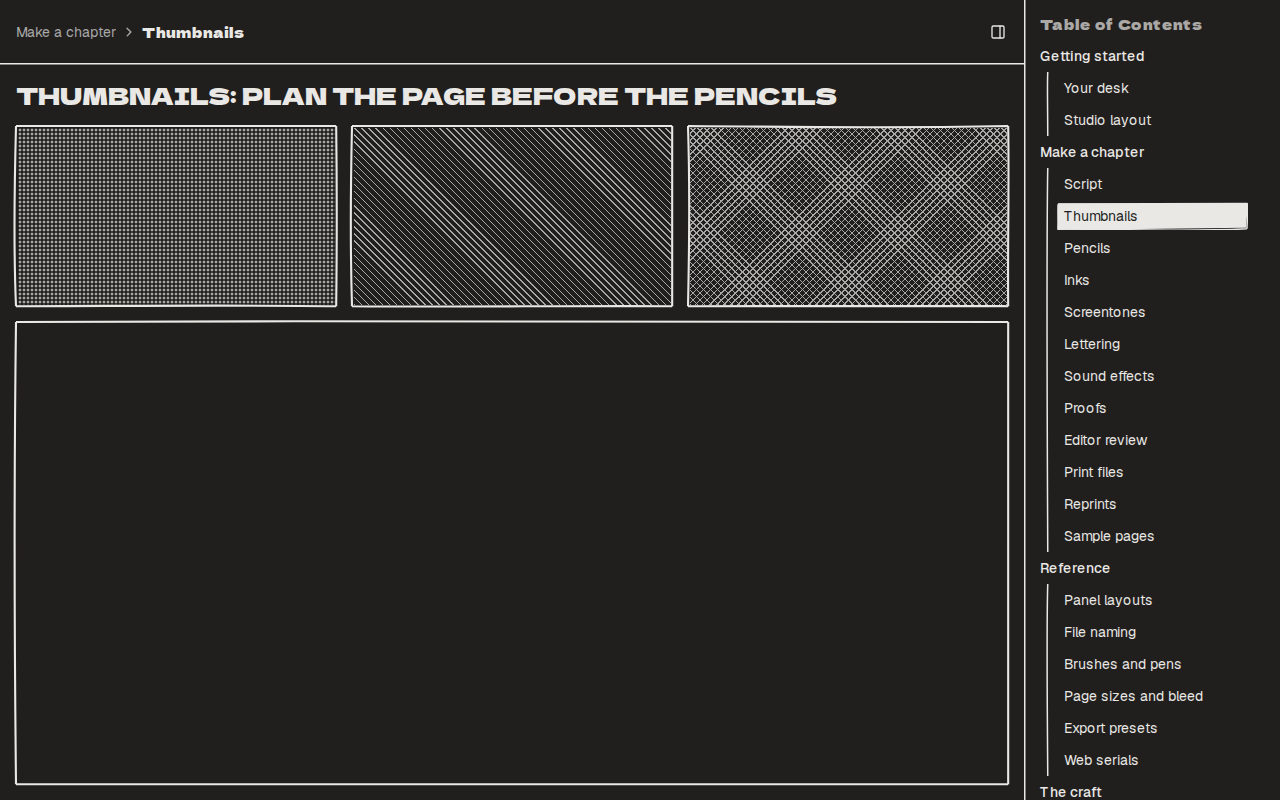 Make a chapter > Thumbnails
THUMBNAILS: PLAN THE PAGE BEFORE THE PENCILS
Table of Contents
Getting started
Your desk
Studio layout
Make a chapter
Script
Thumbnails
Pencils
Inks
Screentones
Lettering
Sound effects
Proofs
Editor review
Print files
Reprints
Sample pages
Reference
Panel layouts
File naming
Brushes and pens
Page sizes and bleed
Export presets
Web serials
The craft